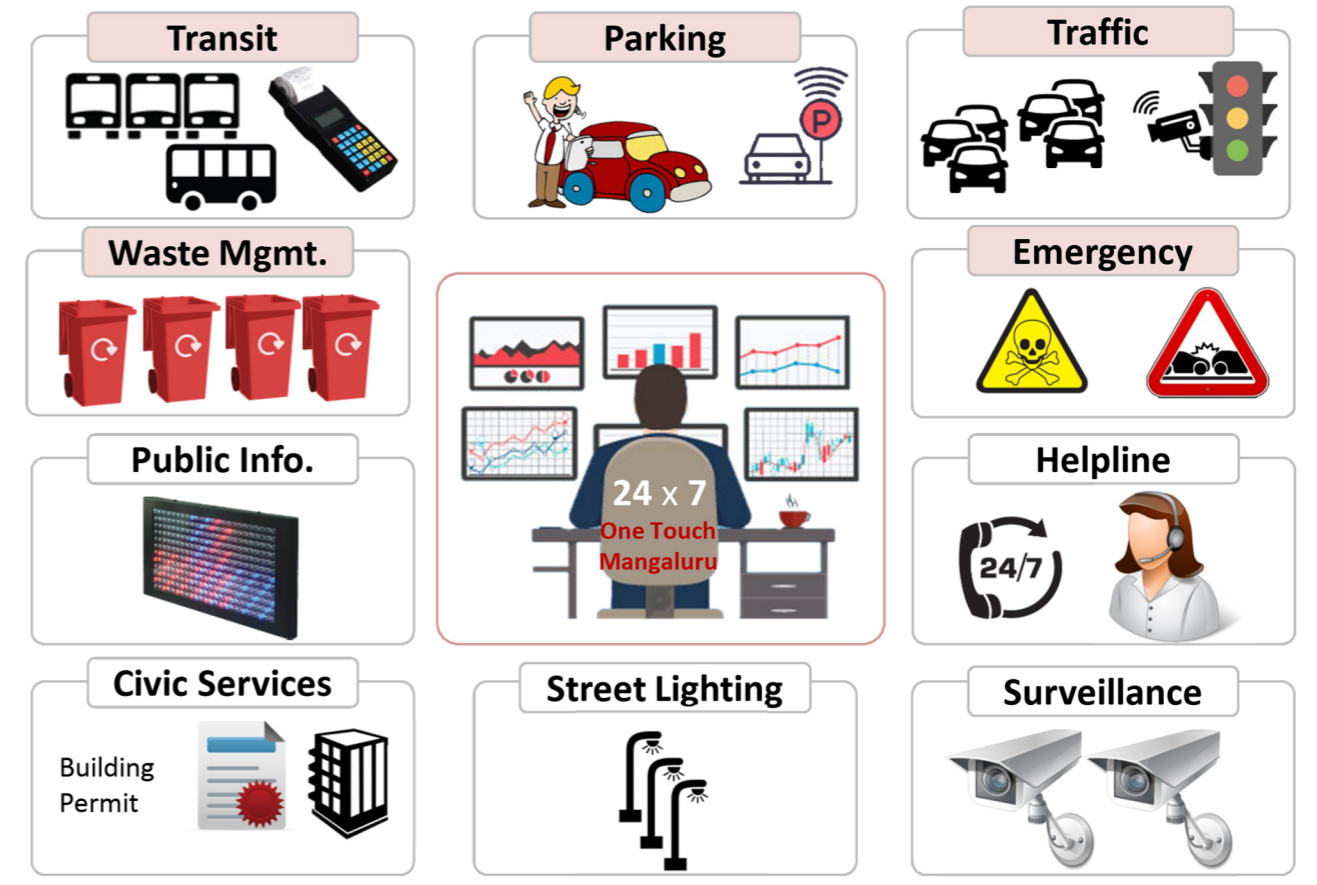 Transit
Parking
P
Traffic
Waste Mgmt.
Emergency
24 x 7
One Touch
Mangaluru
Public Info.
Helpline
24/7
Civic Services
Building
Permit
Street Lighting
Surveillance